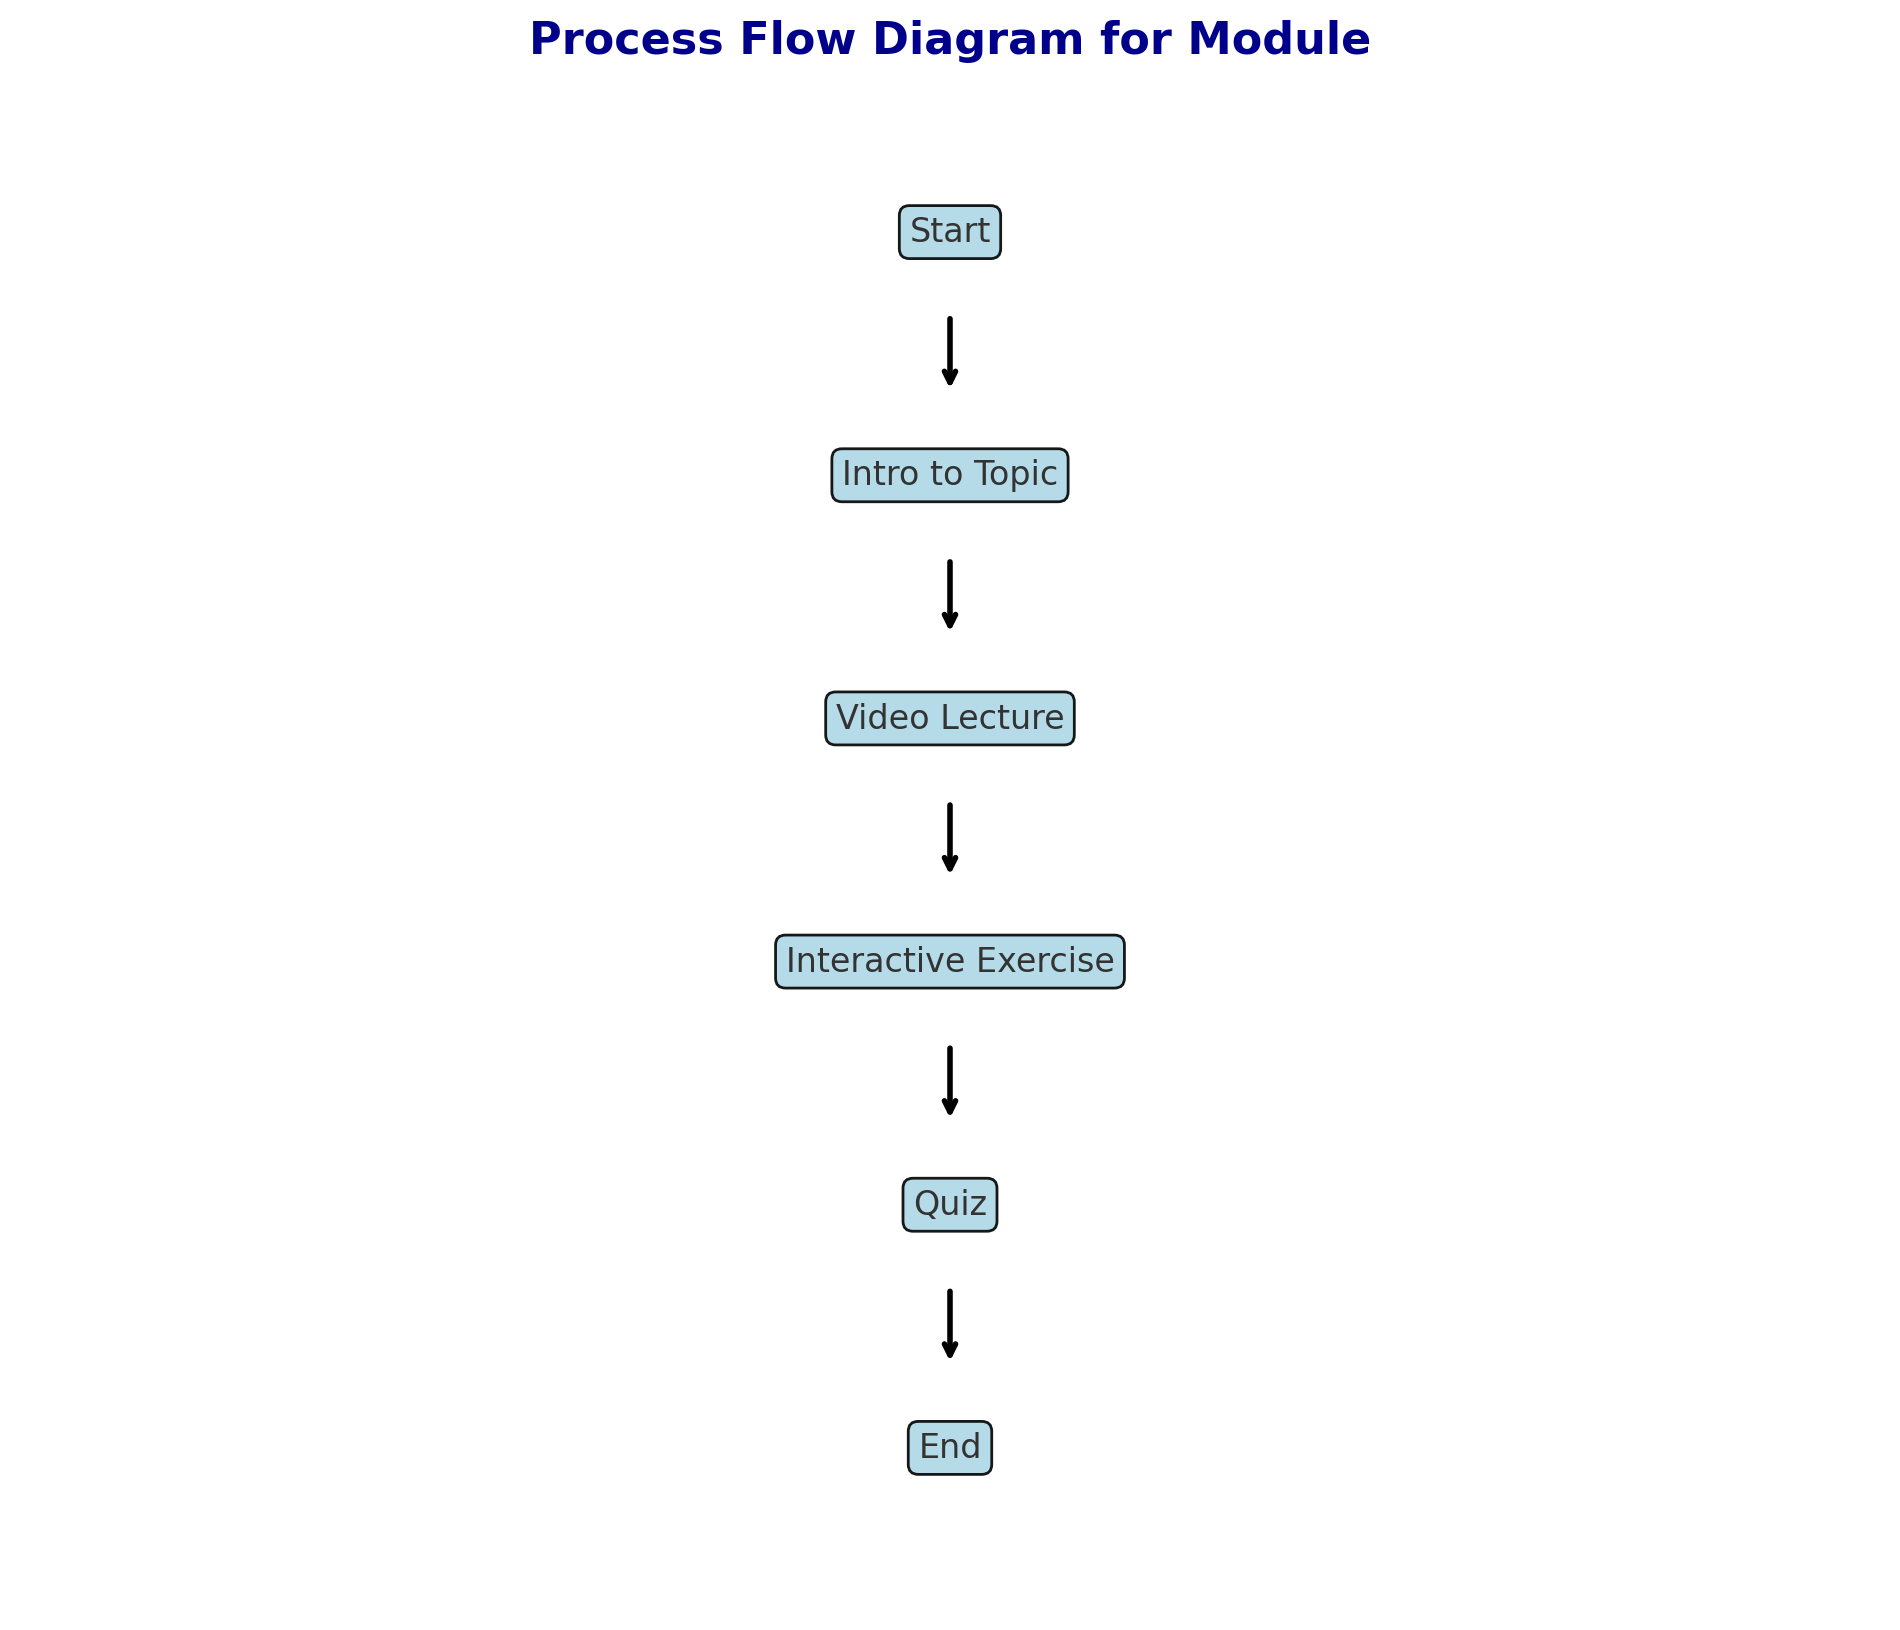 Process Flow Diagram for Module
Start
Intro to Topic
Video Lecture
Interactive Exercise
Quiz
End